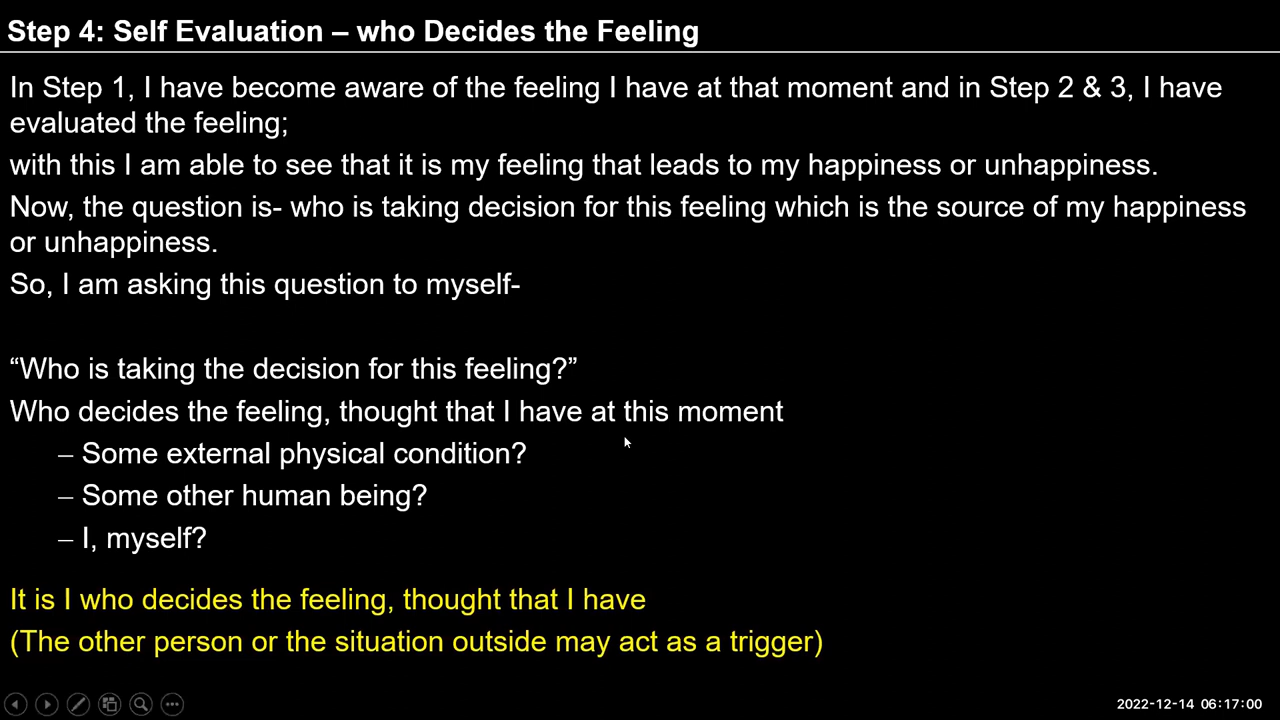 Step 4: Self Evaluation – who Decides the Feeling
In Step 1, I have become aware of the feeling I have at that moment and in Step 2 & 3, I have
evaluated the feeling;
with this I am able to see that it is my feeling that leads to my happiness or unhappiness.
Now, the question is- who is taking decision for this feeling which is the source of my happiness
or unhappiness.
So, I am asking this question to myself-
“Who is taking the decision for this feeling?”
Who decides the feeling, thought that I have at this moment
– Some external physical condition?
– Some other human being?
– I, myself?
It is I who decides the feeling, thought that I have
(The other person or the situation outside may act as a trigger)
2022-12-14 06:17:00